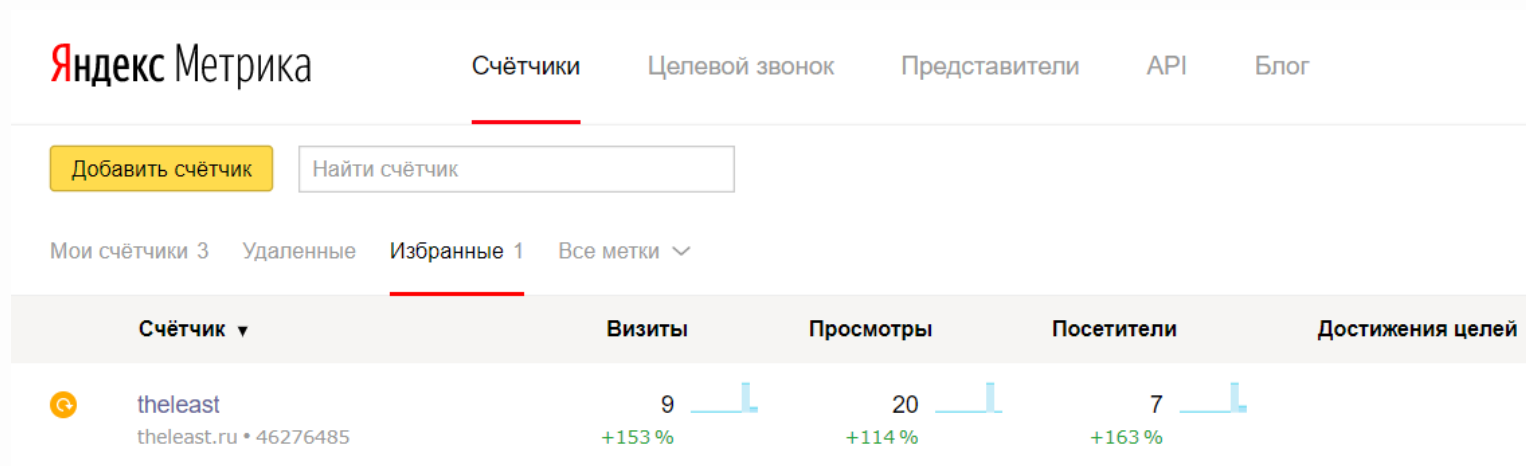 Яндекс Метрика Счётчики Целевой звонок Представители API Блог
Добавить счётчик Найти счётчик
Мои счётчики 3 Удаленные Избранные 1 Все метки
Счётчик ▼ Визиты Просмотры Посетители Достижения целей
theleast 9 20 7
theleast.ru • 46276485 +153 % +114 % +163 %